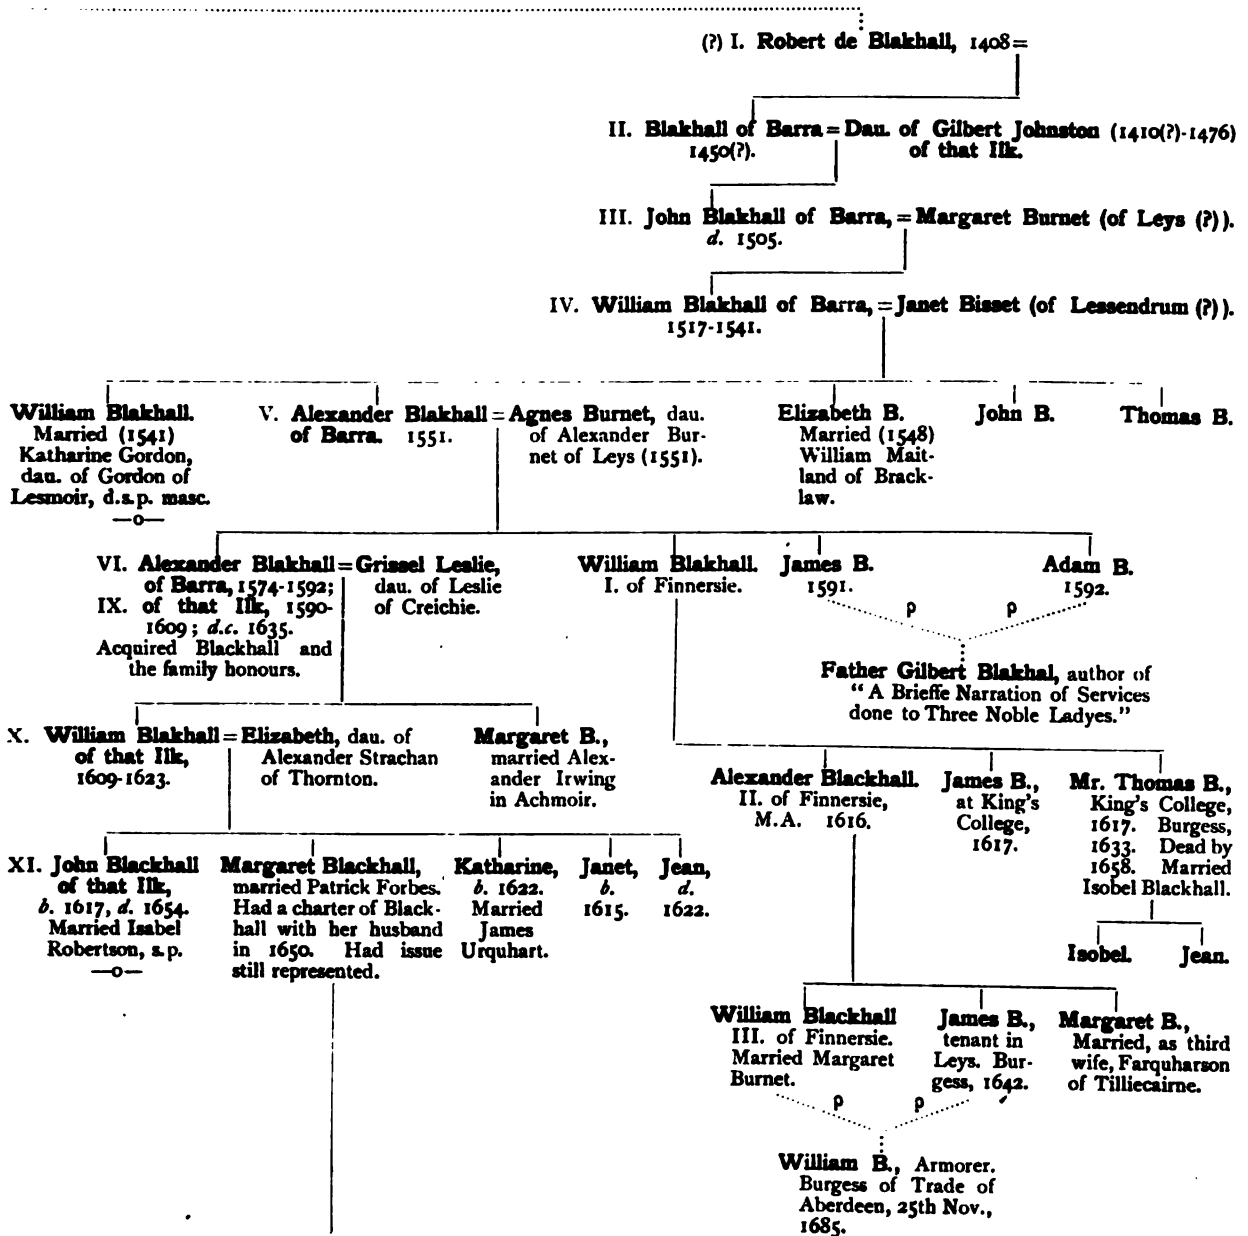 (?) I. Robert de Blakhall, 1408=
II. Blakhall of Barra = Dau. of Gilbert Johnston (1410(?)-1476)
1450(?).
of that Ilk.
III. John Blakhall of Barra, = Margaret Burnet (of Leys (?)).
d. 1505.
IV. William Blakhall of Barra, = Janet Bisset (of Lessendrum (?)).
1517-1541.
William Blakhall.
Married (1541)
Katharine Gordon,
dau. of Gordon of
Lesmoir, d.s.p. masc.
—o—
V. Alexander Blakhall = Agnes Burnet, dau.
of Barra. 1551.
of Alexander Bur-
net of Leys (1551).
Elizabeth B.
Married (1548)
William Mait-
land of Brack-
law.
John B.
Thomas B.
VI. Alexander Blakhall = Grissel Leslie,
of Barra, 1574-1592;
IX. of that Ilk, 1590-
1609; d.c. 1635.
Acquired Blackhall and
the family honours.
dau. of Leslie
of Creichie.
William Blakhall.
I. of Finnersie.
James B.
1591.
Adam B.
1592.
? ?
Father Gilbert Blakhal, author of
"A Brieffe Narration of Services
done to Three Noble Ladyes."
X. William Blakhall = Elizabeth, dau. of
of that Ilk,
1609-1623.
Alexander Strachan
of Thornton.
Margaret B.,
married Alex-
ander Irwing
in Achmoir.
Alexander Blackhall.
II. of Finnersie,
M.A. 1616.
James B.,
at King's
College,
1617.
Mr. Thomas B.,
King's College,
1617. Burgess,
1633. Dead by
1658. Married
Isobel Blackhall.
Isobel. Jean.
XI. John Blackhall
of that Ilk,
b. 1617, d. 1654.
Married Isabel
Robertson, s.p.
—o—
Margaret Blackhall,
married Patrick Forbes.
Had a charter of Black-
hall with her husband
in 1650. Had issue
still represented.
Katharine,
b. 1622.
Married
James
Urquhart.
Janet,
b.
1615.
Jean,
d.
1622.
William Blackhall
III. of Finnersie.
Married Margaret
Burnet.
James B.,
tenant in
Leys. Bur-
gess, 1642.
Margaret B.,
Married, as third
wife, Farquharson
of Tilliecairne.
? ?
William B., Armorer.
Burgess of Trade of
Aberdeen, 25th Nov.,
1685.